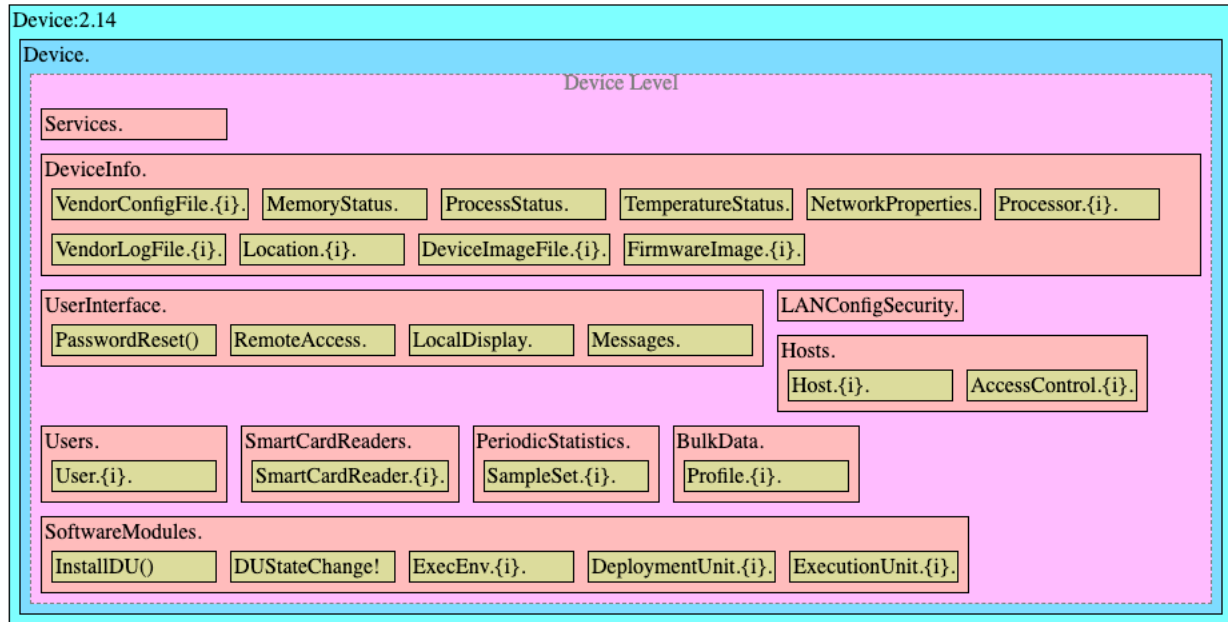 Device:2.14
Device.
Device Level
Services.
DeviceInfo.
VendorConfigFile.{i}. MemoryStatus. ProcessStatus. TemperatureStatus. NetworkProperties. Processor.{i}.
VendorLogFile.{i}. Location.{i}. DeviceImageFile.{i}. FirmwareImage.{i}.
UserInterface.
PasswordReset() RemoteAccess. LocalDisplay. Messages.
LANConfigSecurity.
Hosts.
Host.{i}. AccessControl.{i}.
Users.
User.{i}.
SmartCardReaders.
SmartCardReader.{i}.
PeriodicStatistics.
SampleSet.{i}.
BulkData.
Profile.{i}.
SoftwareModules.
InstallDU() DUStateChange! ExecEnv.{i}. DeploymentUnit.{i}. ExecutionUnit.{i}.